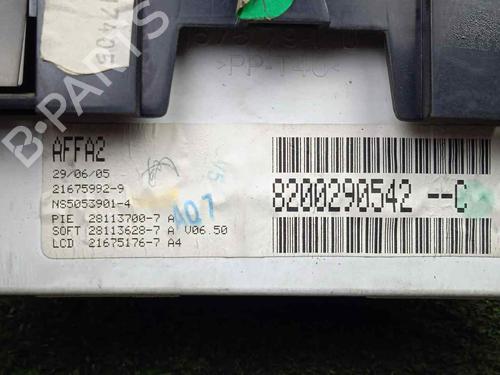 >PP-T40<
B-PARTS
AFFA2
29/06/05
21675992-9
NS5053901-4
PIE 28113700-7 A
SOFT 28113628-7 A V06.50
LCD 21675176-7 A4
V5
107
8200290542 --C